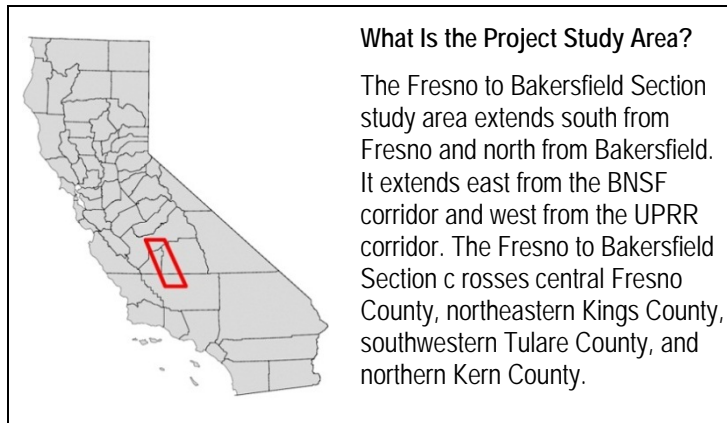 What Is the Project Study Area?
The Fresno to Bakersfield Section
study area extends south from
Fresno and north from Bakersfield.
It extends east from the BNSF
corridor and west from the UPRR
corridor. The Fresno to Bakersfield
Section c rosses central Fresno
County, northeastern Kings County,
southwestern Tulare County, and
northern Kern County.